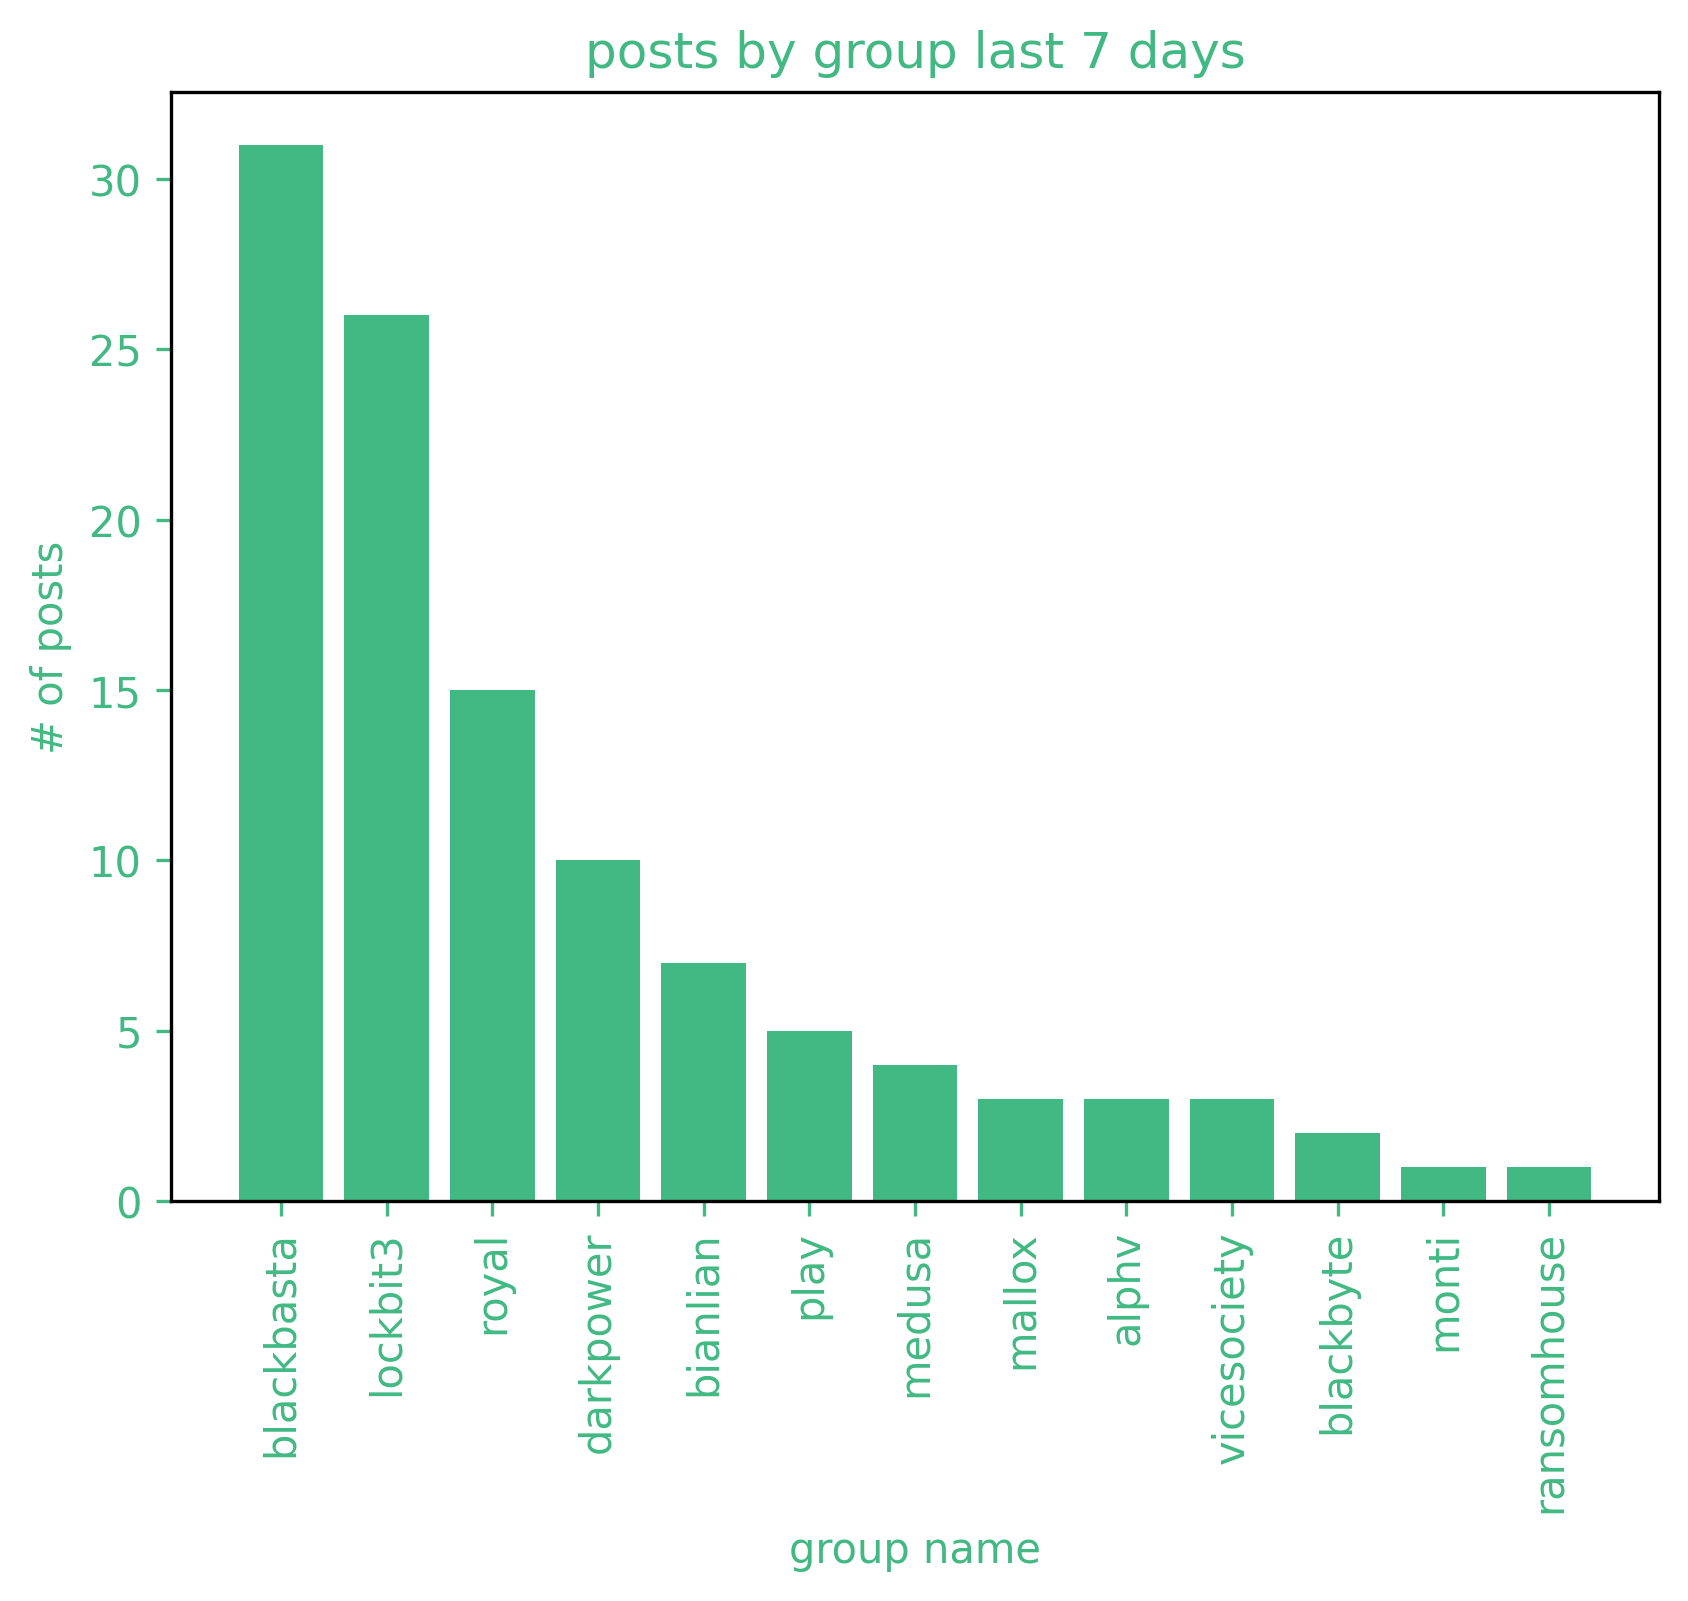 posts by group last 7 days
# of posts
30
25
20
15
10
5
0
blackbasta
lockbit3
royal
darkpower
bianlian
play
medusa
mallox
alphv
vicesociety
blackbyte
monti
ransomhouse
group name